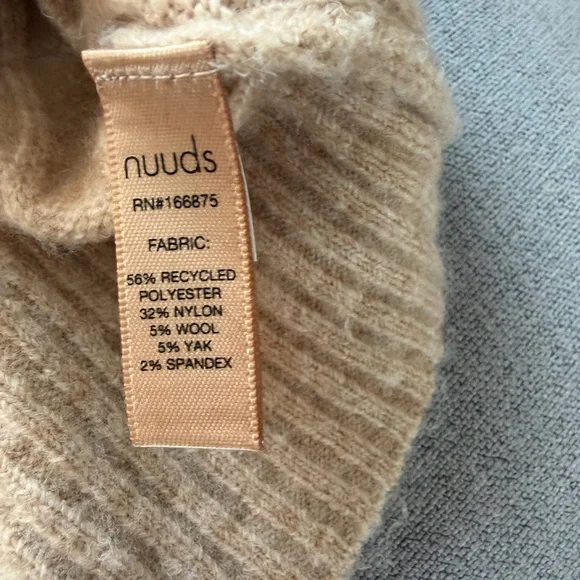 nuuds
RN#166875
FABRIC:
56% RECYCLED
POLYESTER
32% NYLON
5% WOOL
5% YAK
2% SPANDEX